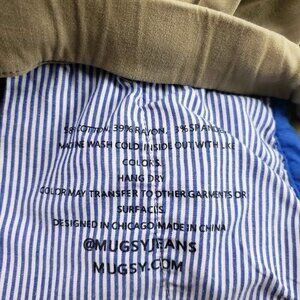 58%COTTON, 39%RAYON, 3%SPANDEX
MACHINE WASH COLD, INSIDE OUT, WITH LIKE
COLORS.
HANG DRY
COLOR MAY TRANSFER TO OTHER GARMENTS OR
SURFACES.
DESIGNED IN CHICAGO, MADE IN CHINA
@MUGSYJEANS
MUGSY.COM